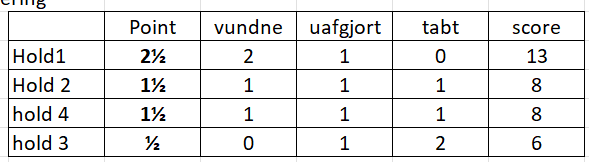 ering
Point vundne uafgjort tabt score
Hold1 2½ 2 1 0 13
Hold 2 1½ 1 1 1 8
hold 4 1½ 1 1 1 8
hold 3 ½ 0 1 2 6